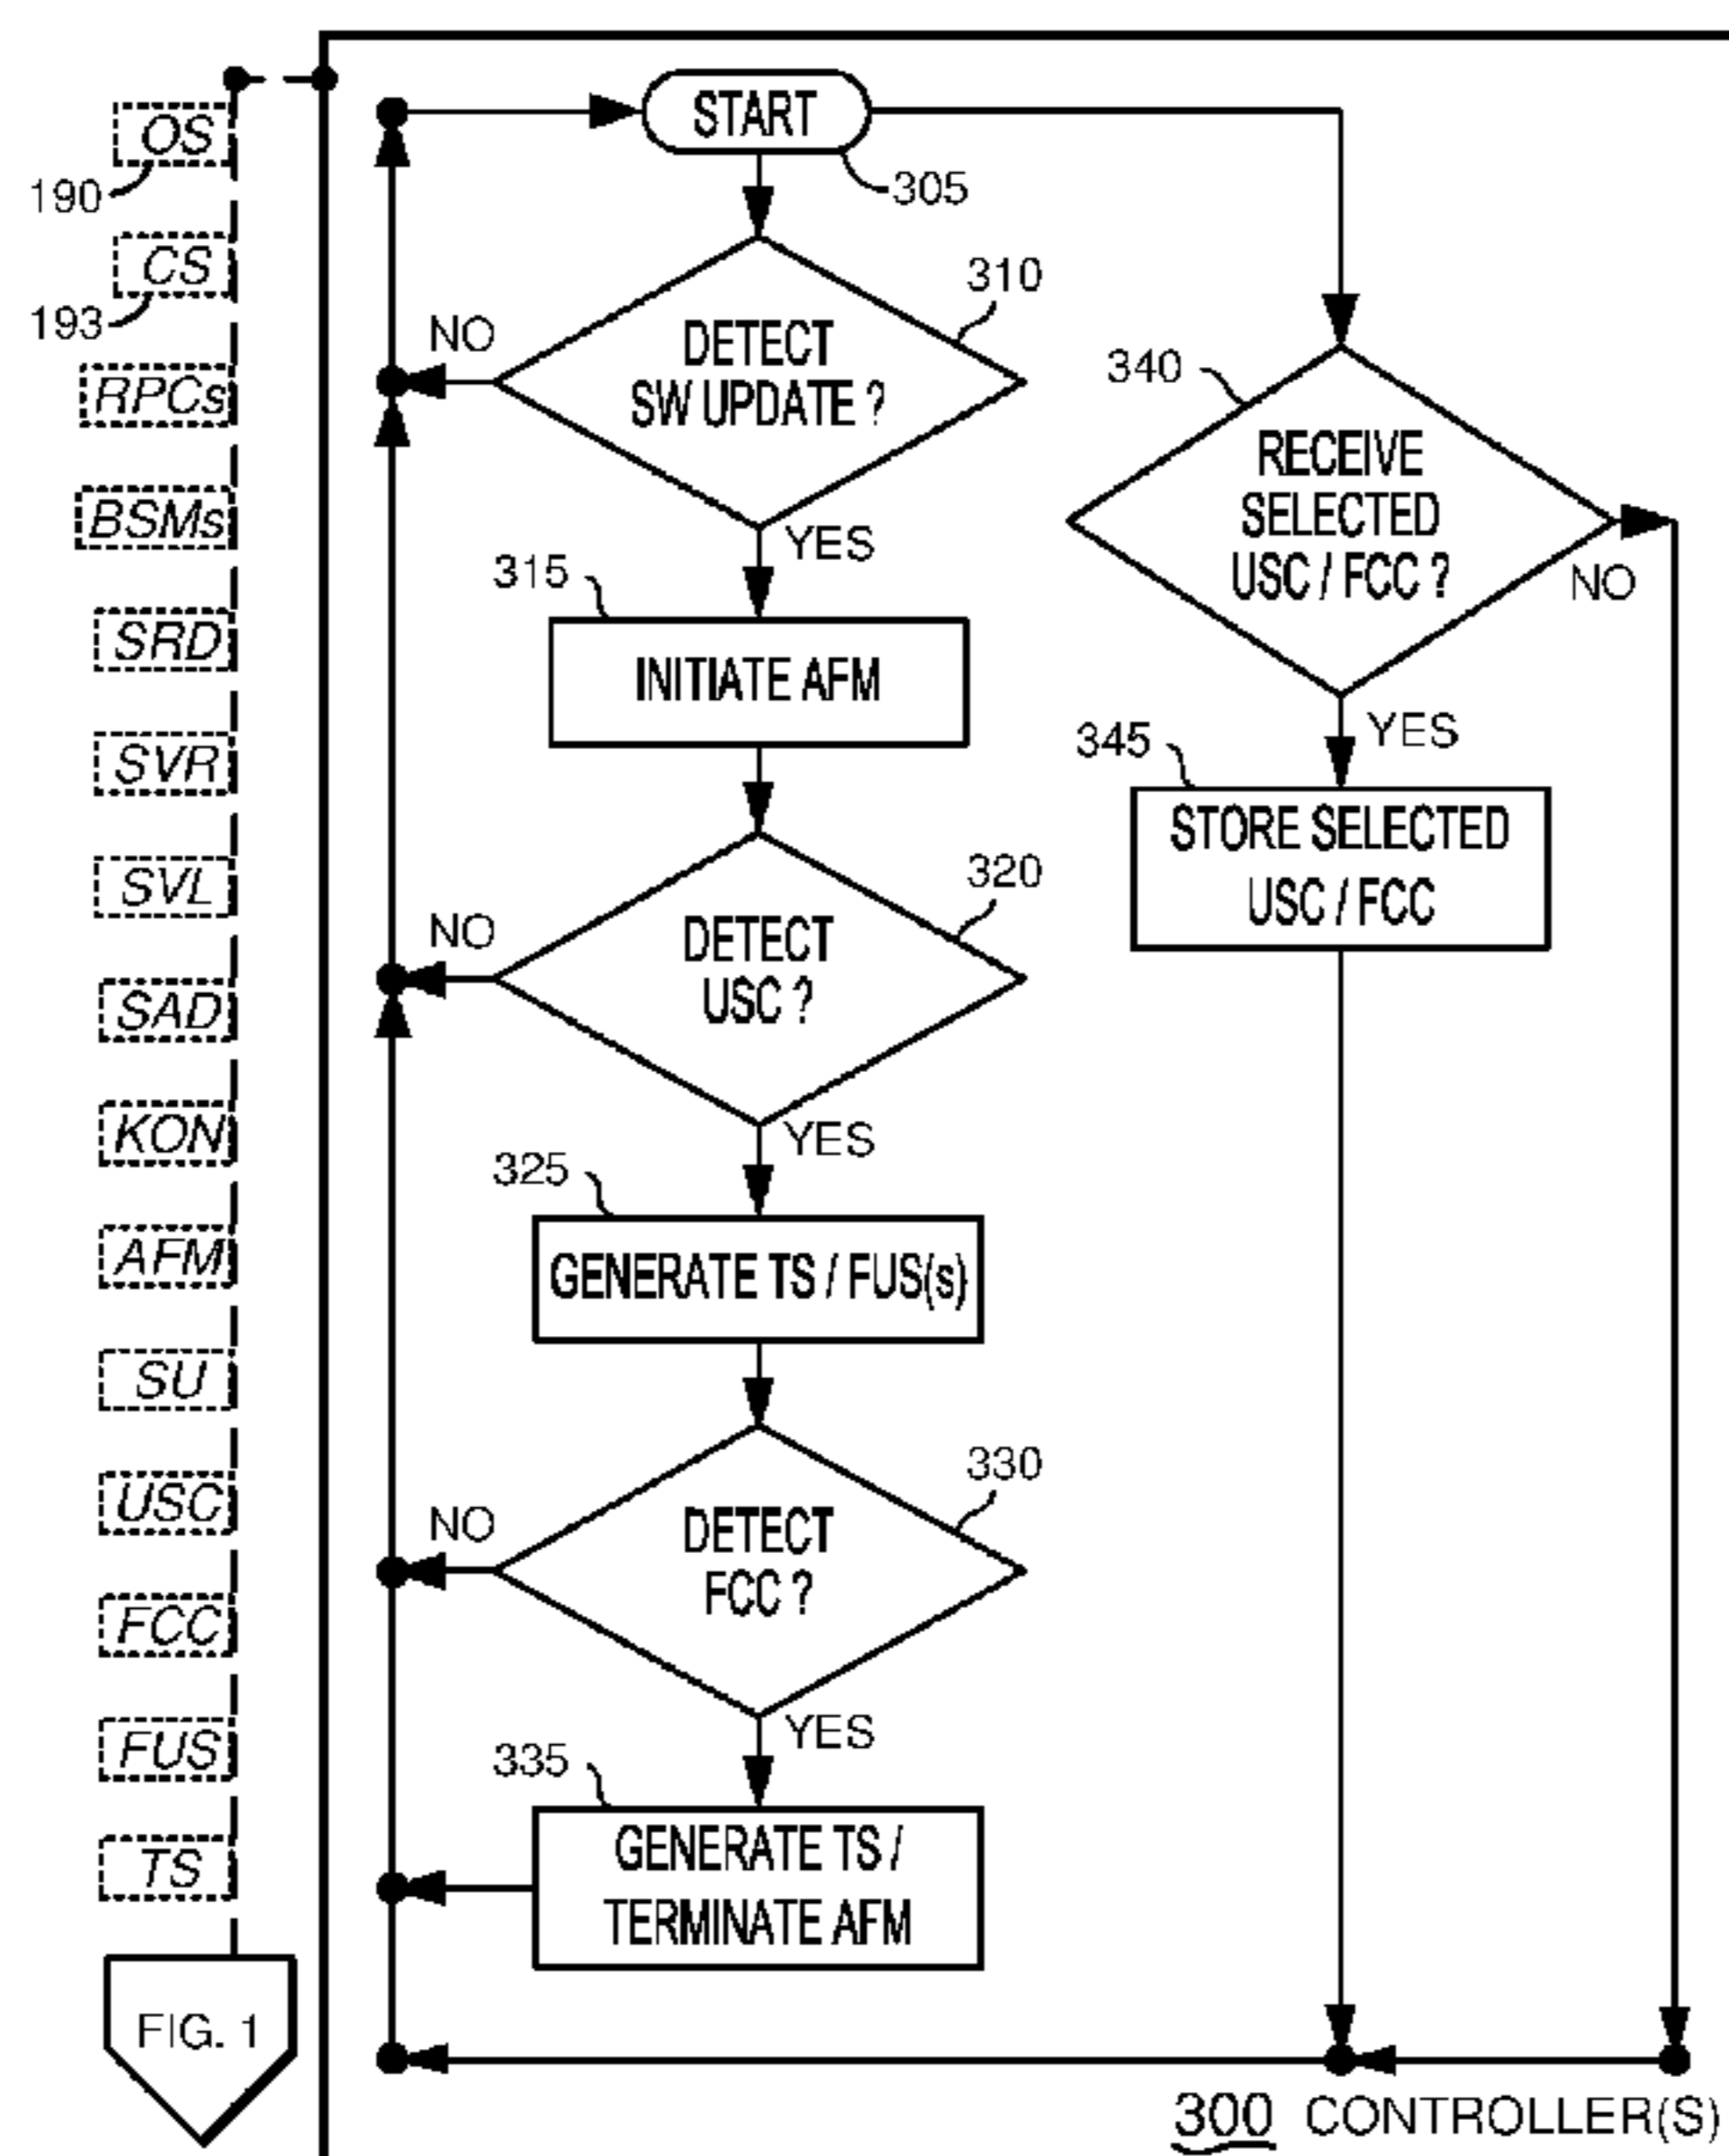 OS
190
CS
193
RPCs
BSMs
SRD
SVR
SVL
SAD
KON
AFM
SU
USC
FCC
FUS
TS
FIG. 1
START
305
310
DETECT
SW UPDATE ?
NO
YES
315
INITIATE AFM
320
DETECT
USC ?
NO
YES
325
GENERATE TS / FUS(s)
330
DETECT
FCC ?
NO
YES
335
GENERATE TS /
TERMINATE AFM
340
RECEIVE
SELECTED
USC / FCC ?
NO
YES
345
STORE SELECTED
USC / FCC
300 CONTROLLER(S)